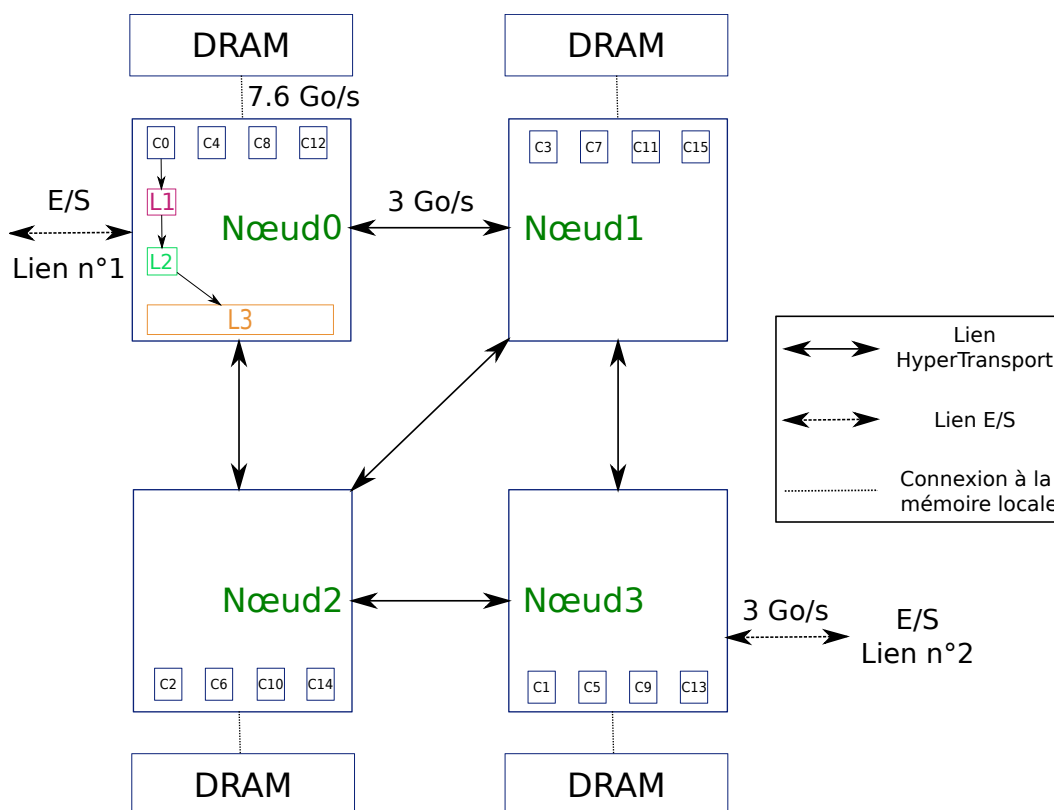 DRAM
DRAM
7.6 Go/s
C0 C4 C8 C12
C3 C7 C11 C15
E/S
Lien n°1
L1
L2
L3
Nœud0
3 Go/s
Nœud1
Lien
HyperTransport
Lien E/S
Connexion à la
mémoire locale
Nœud2
Nœud3
3 Go/s
E/S
Lien n°2
C2 C6 C10 C14
C1 C5 C9 C13
DRAM
DRAM